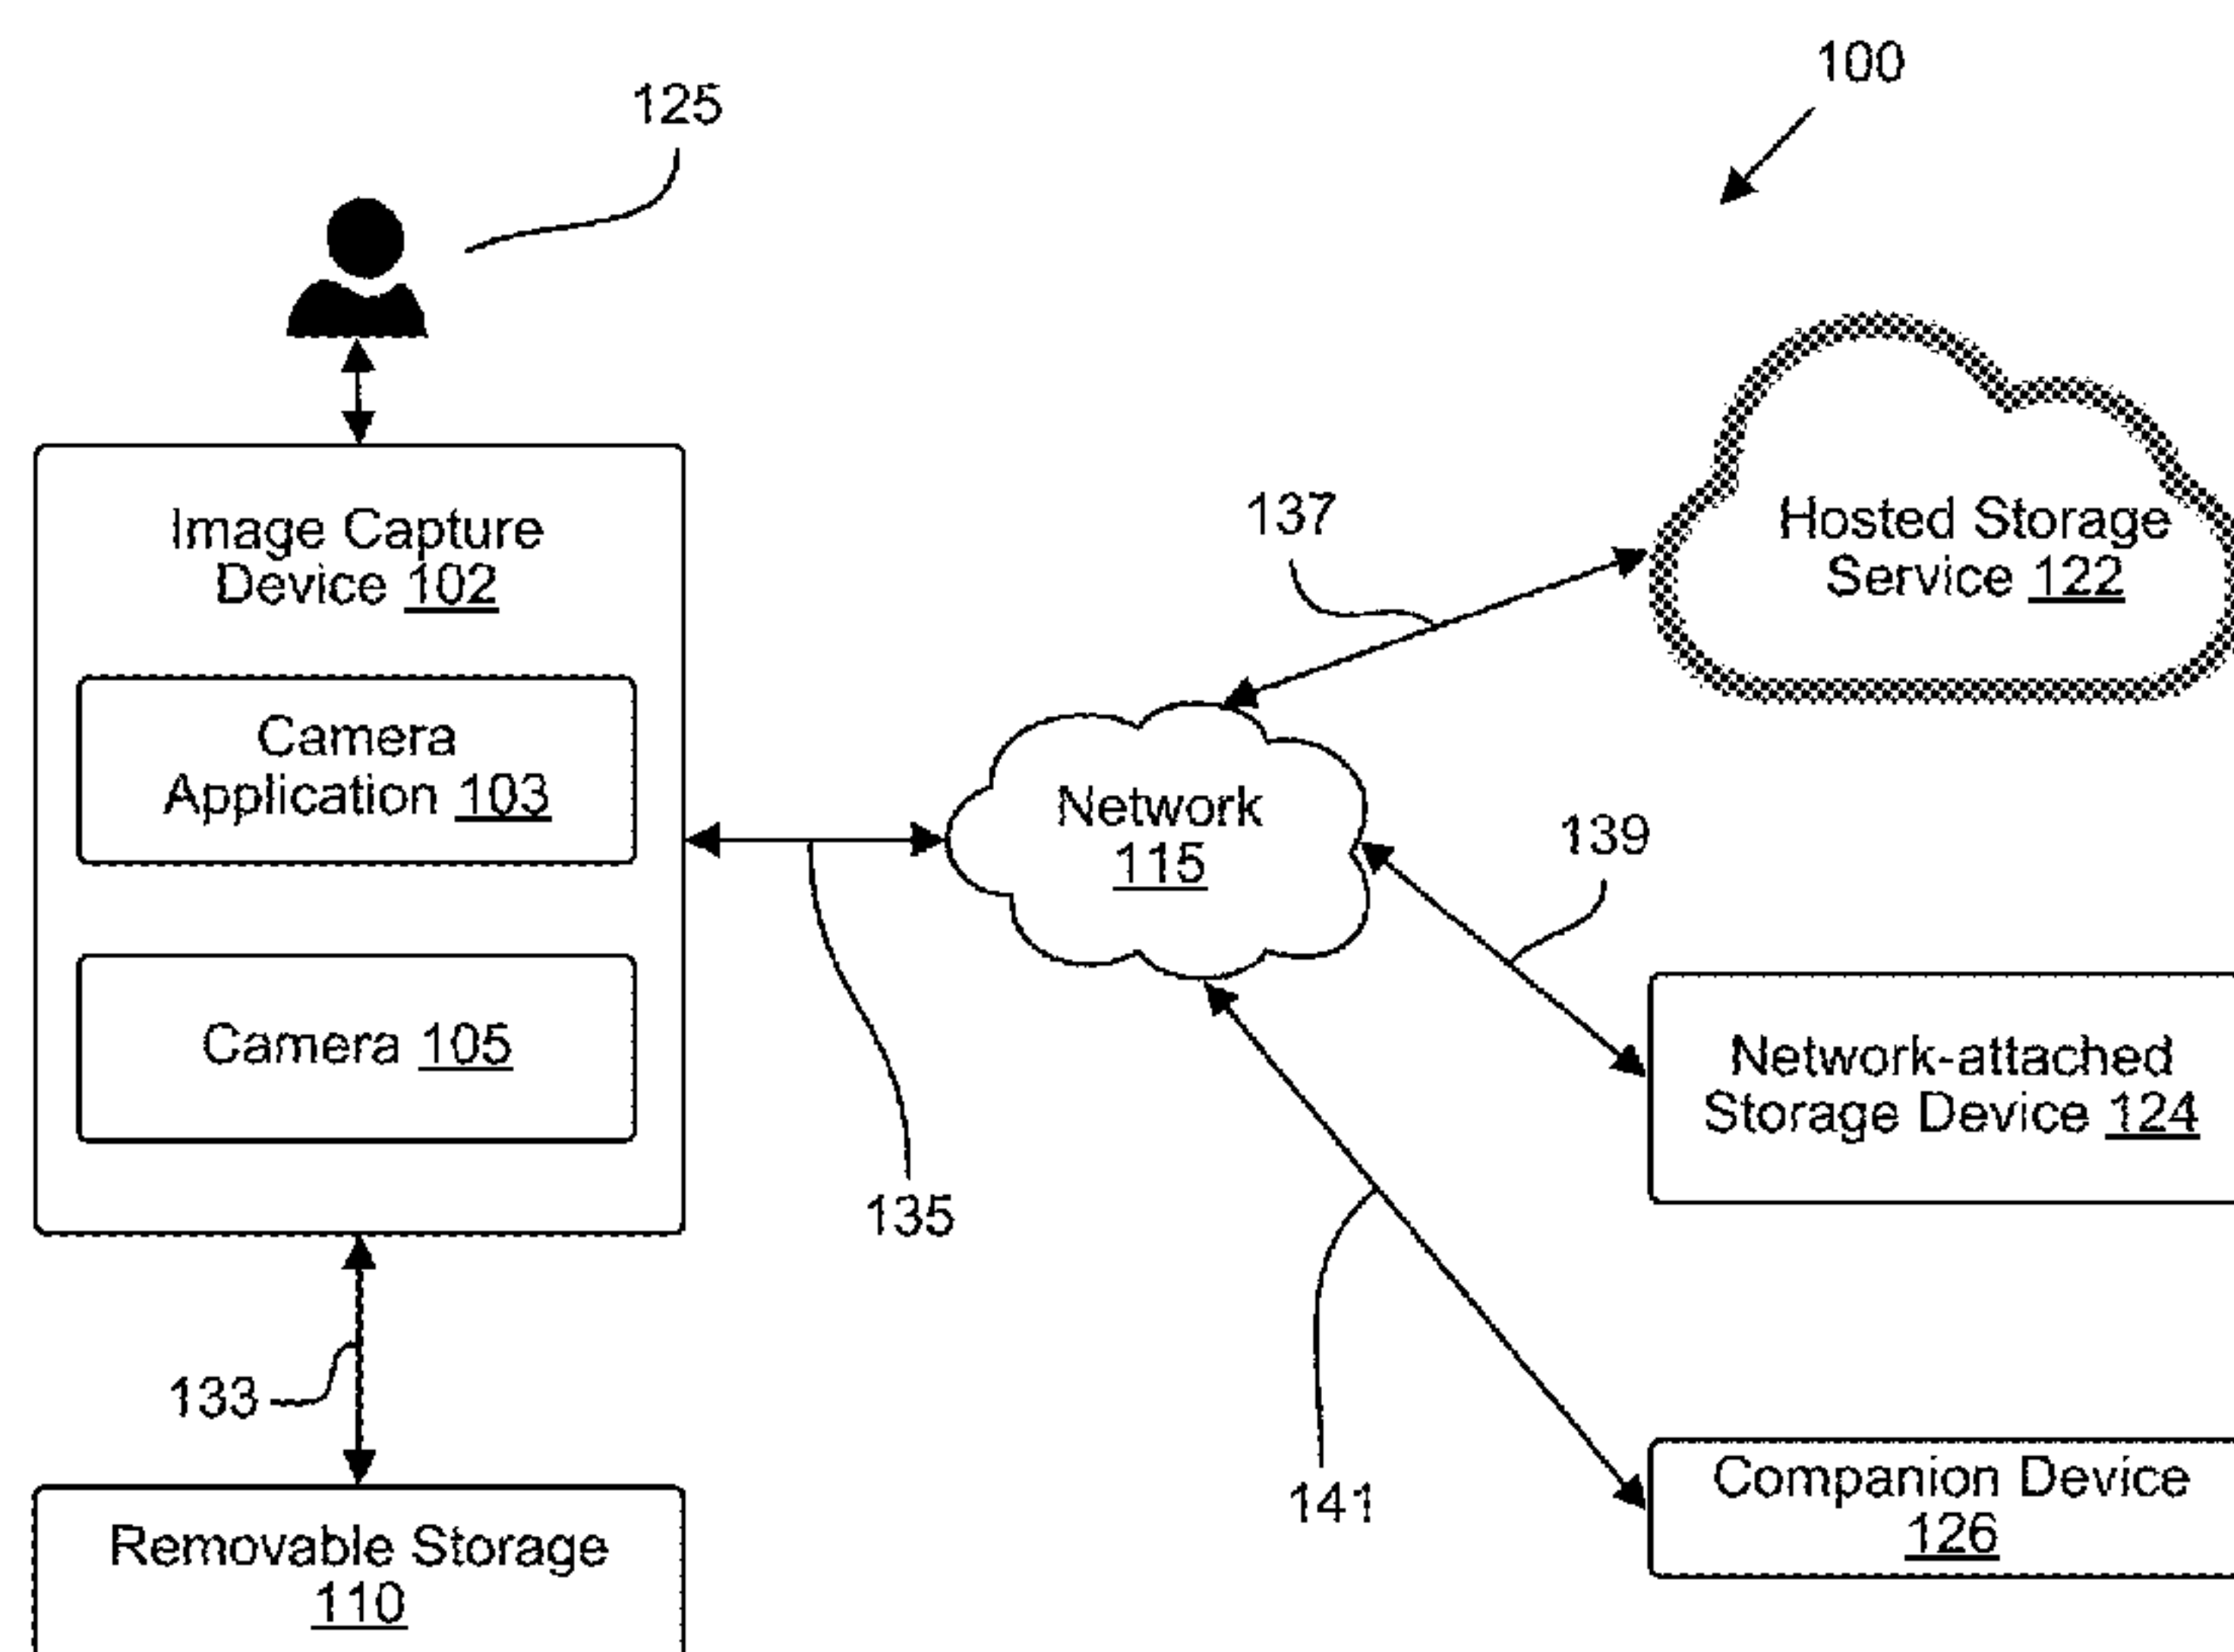 100
125
Image Capture
Device 102
137
Hosted Storage
Service 122
Camera
Application 103
Network
115
139
Camera 105
Network-attached
Storage Device 124
135
133
141
Companion Device
126
Removable Storage
110